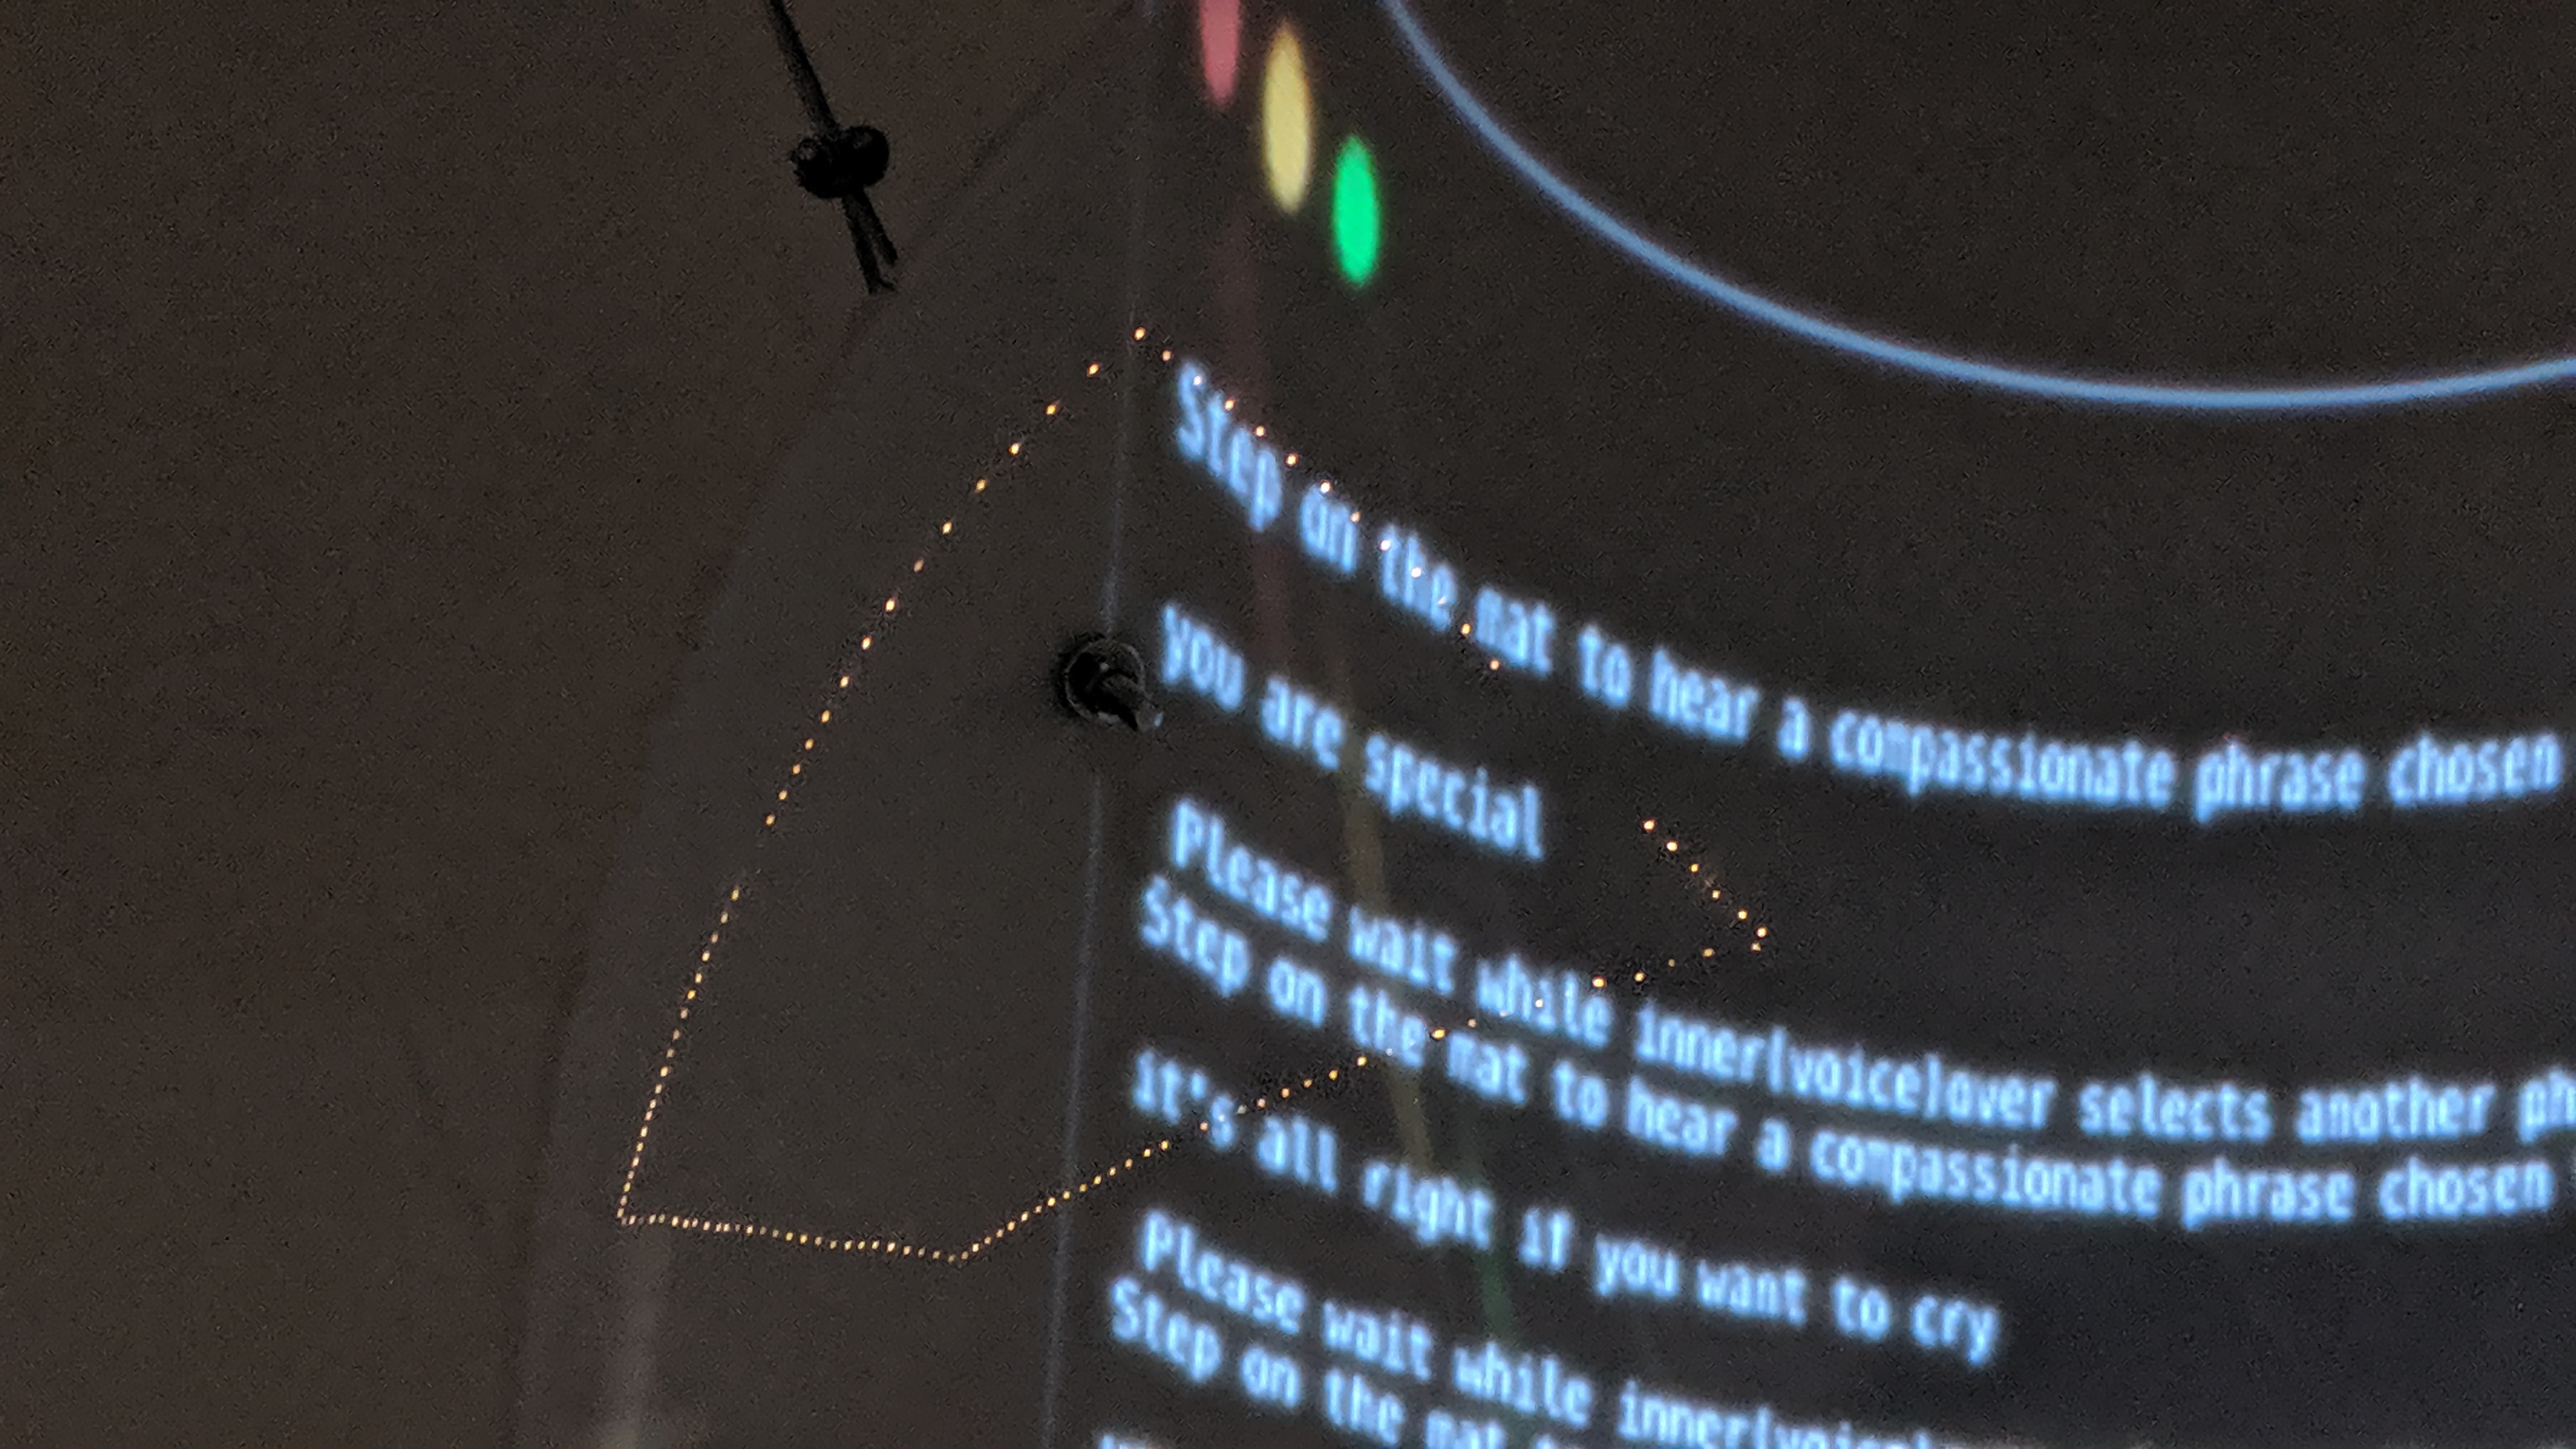 Step on the mat to hear a compassionate phrase chosen
you are special
Please wait while inner(voice)over selects another
Step on the mat to hear a compassionate phrase chosen
it's all right if you want to cry
Please wait while
Step on the mat